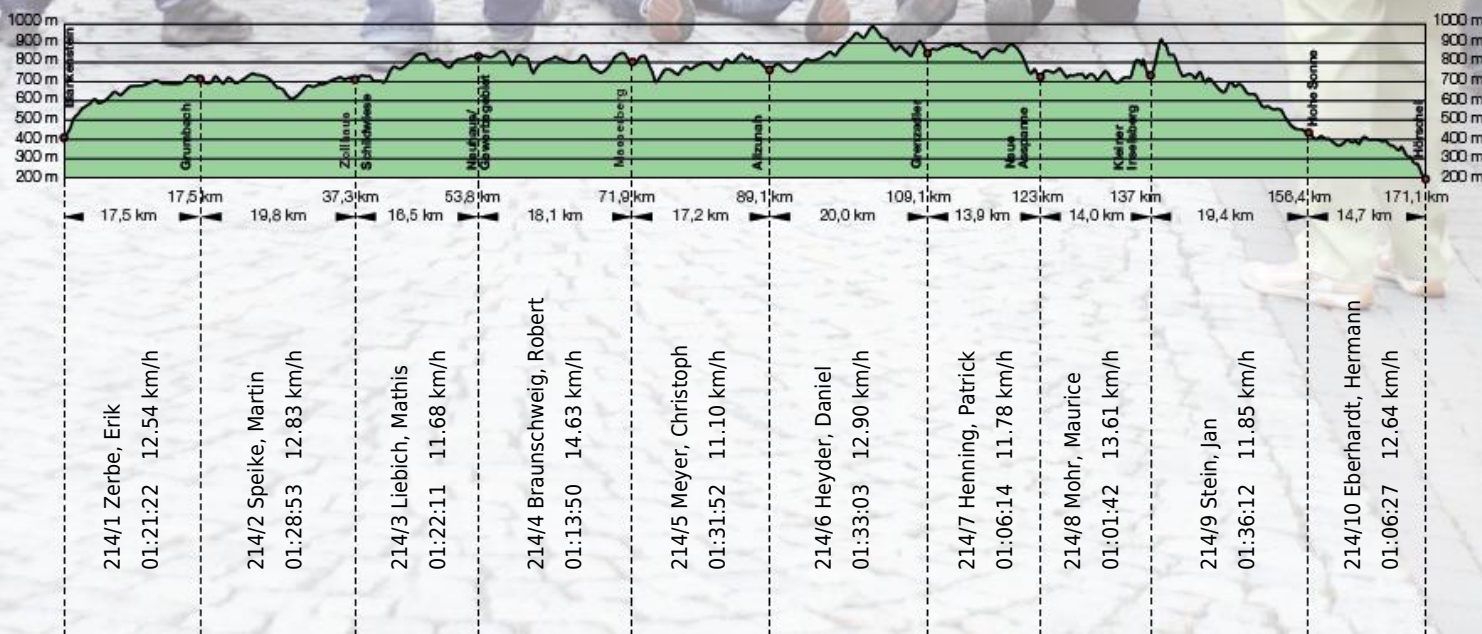 1000 m
900 m
800 m
700 m
600 m
500 m
400 m
300 m
200 m
1000 m
900 m
800 m
700 m
600 m
500 m
400 m
300 m
200 m
Blankenstein
Grumbach
Zollhaus
Schildwiese
Neuhaus/
Gewerbegebiet
Masserberg
Allzunah
Grenzadler
Neue
Ausspanne
Kleiner
Inselsberg
Hohe Sonne
Hörschel
17,5 km
37,3 km
53,8 km
71,9 km
89,1 km
109,1 km
123 km
137 km
156,4 km
171,1 km
17,5 km
19,8 km
16,5 km
18,1 km
17,2 km
20,0 km
13,9 km
14,0 km
19,4 km
14,7 km
214/1 Zerbe, Erik
01:21:22 12.54 km/h
214/2 Speike, Martin
01:28:53 12.83 km/h
214/3 Liebich, Mathis
01:22:11 11.68 km/h
214/4 Braunschweig, Robert
01:13:50 14.63 km/h
214/5 Meyer, Christoph
01:31:52 11.10 km/h
214/6 Heyder, Daniel
01:33:03 12.90 km/h
214/7 Henning, Patrick
01:06:14 11.78 km/h
214/8 Mohr, Maurice
01:01:42 13.61 km/h
214/9 Stein, Jan
01:36:12 11.85 km/h
214/10 Eberhardt, Hermann
01:06:27 12.64 km/h